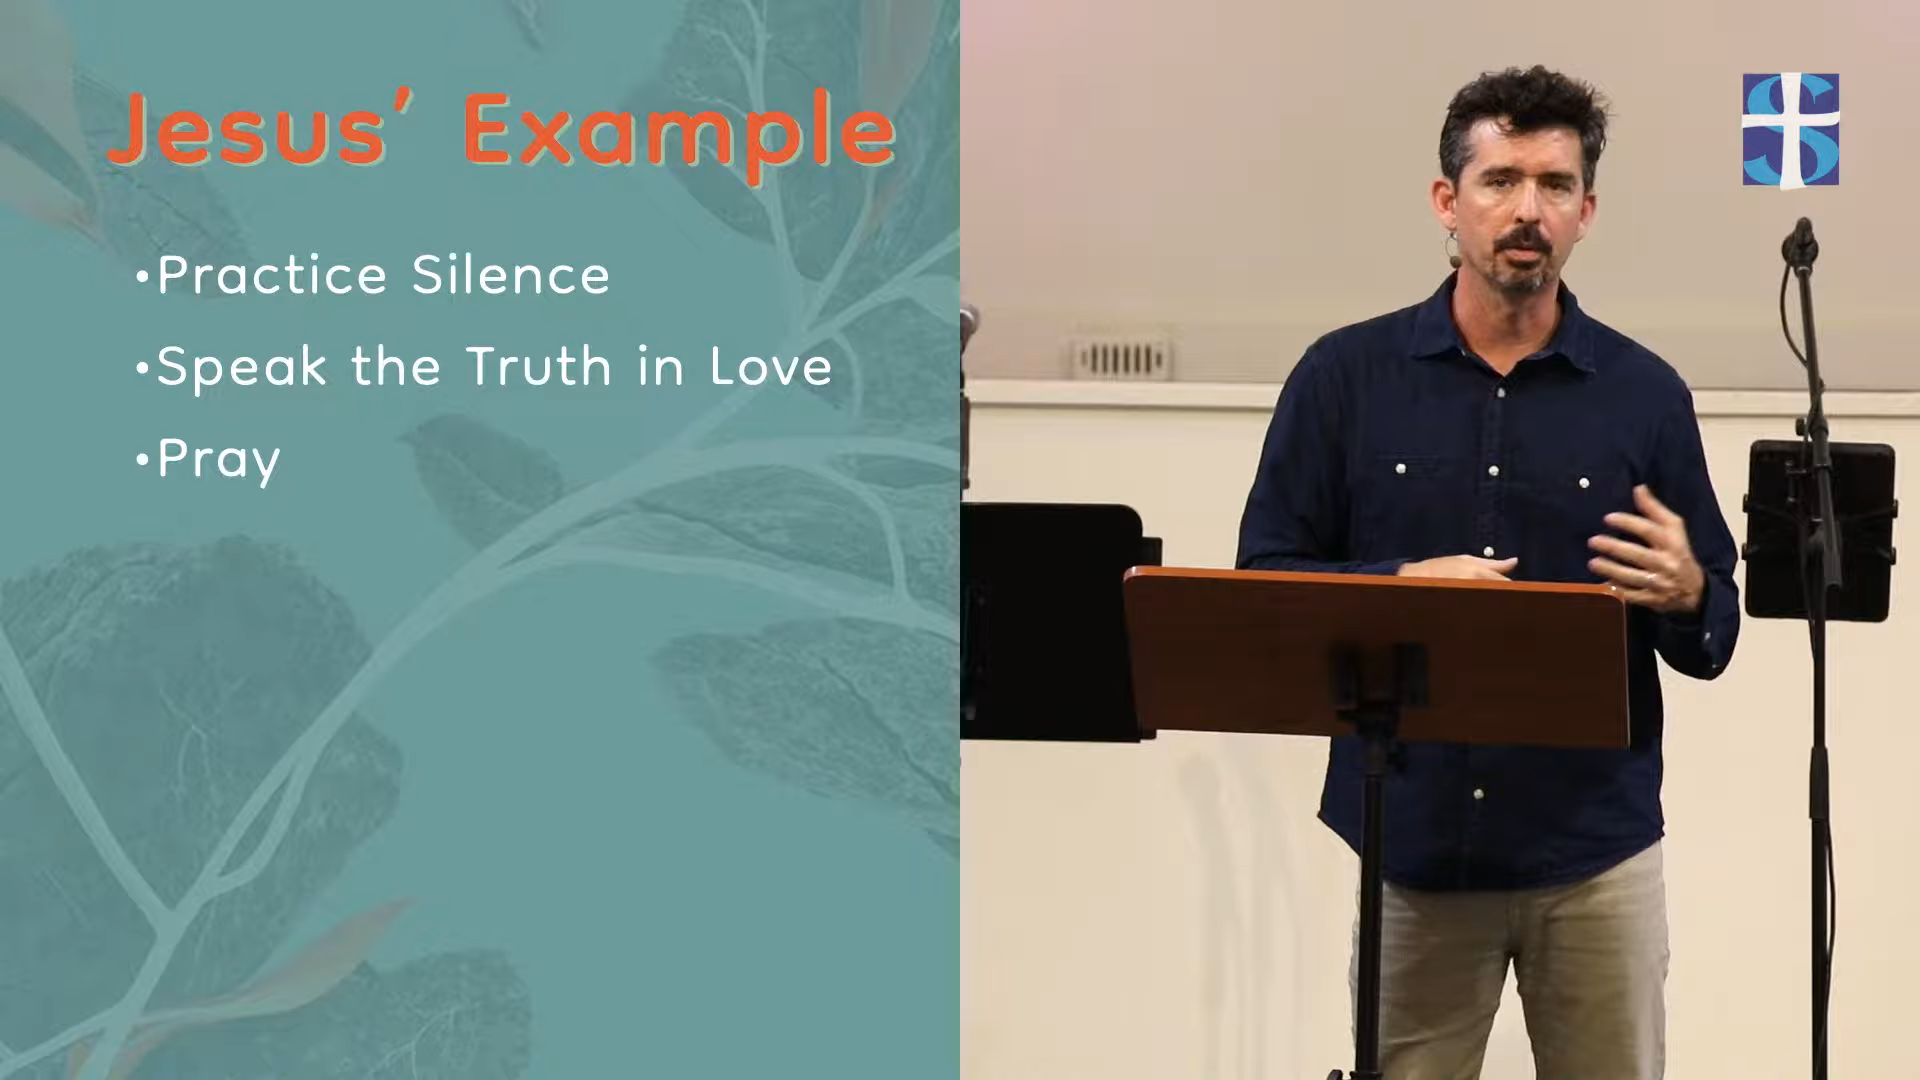 Jesus’ Example
•Practice Silence
•Speak the Truth in Love
•Pray
S